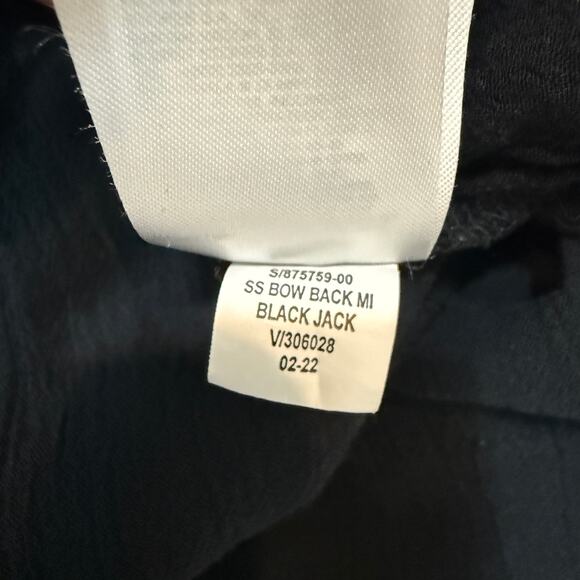 S/875759-00
SS BOW BACK MI
BLACK JACK
V/306028
02-22